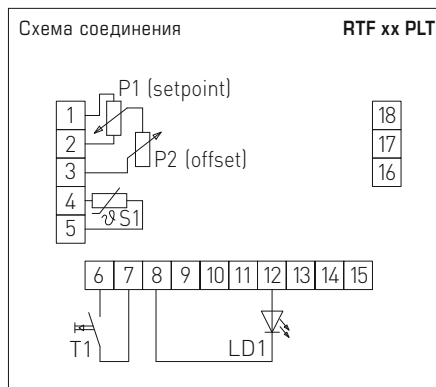 Схема соединения RTF xx PLT
P1 (setpoint)
1 18
2 17
3 P2 (offset) 16
4
ϑ S1
5
6 7 8 9 10 11 12 13 14 15
T1 LD1